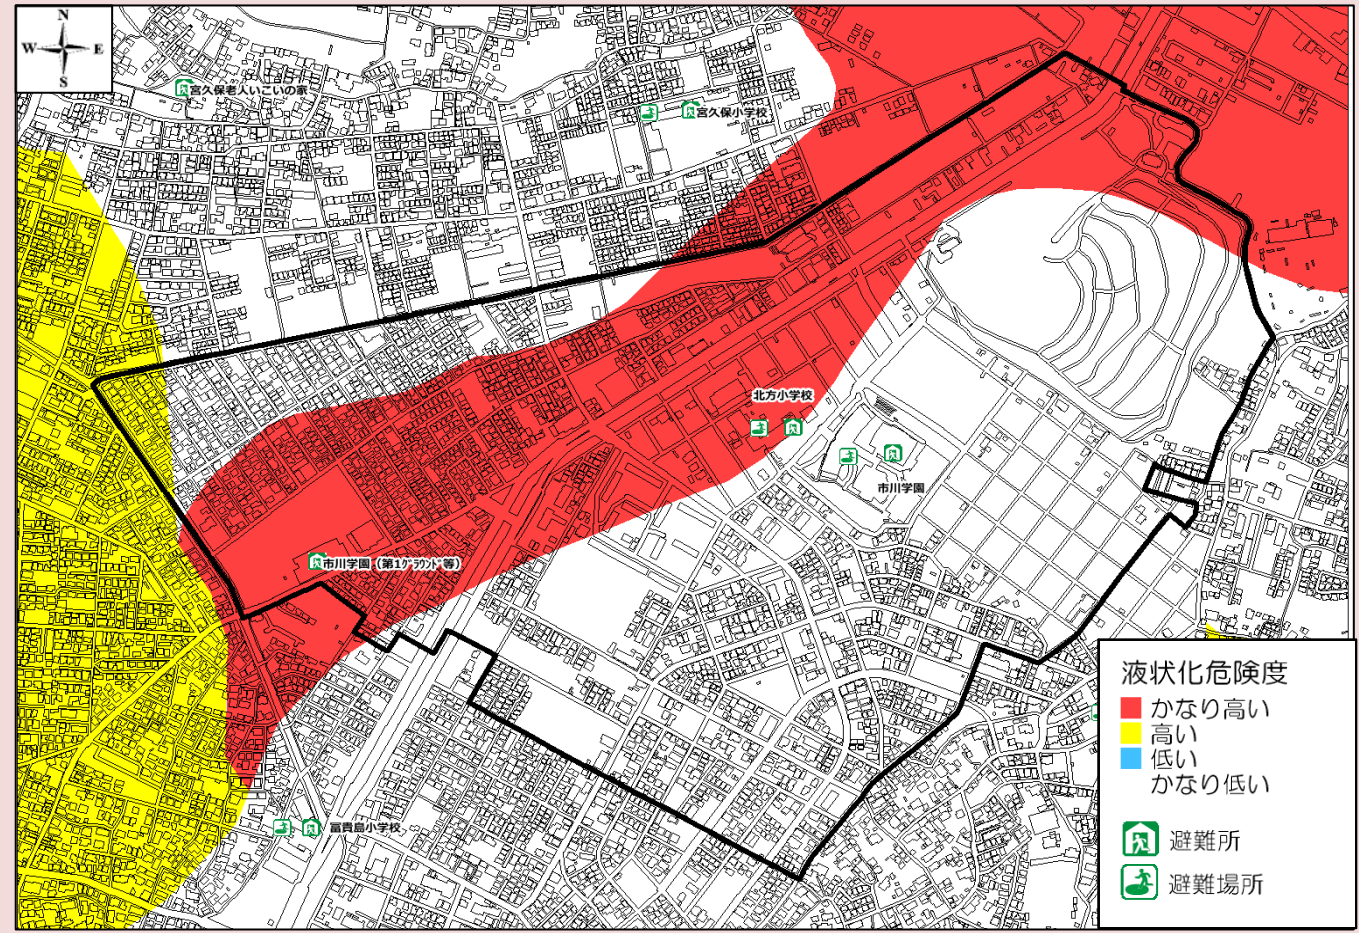 N
W E
S
宮久保老人いこいの家
宮久保小学校
北方小学校
市川学園
市川学園（第1グラウンド等）
冨貴島小学校
液状化危険度
かなり高い
高い
低い
かなり低い
避難所
避難場所